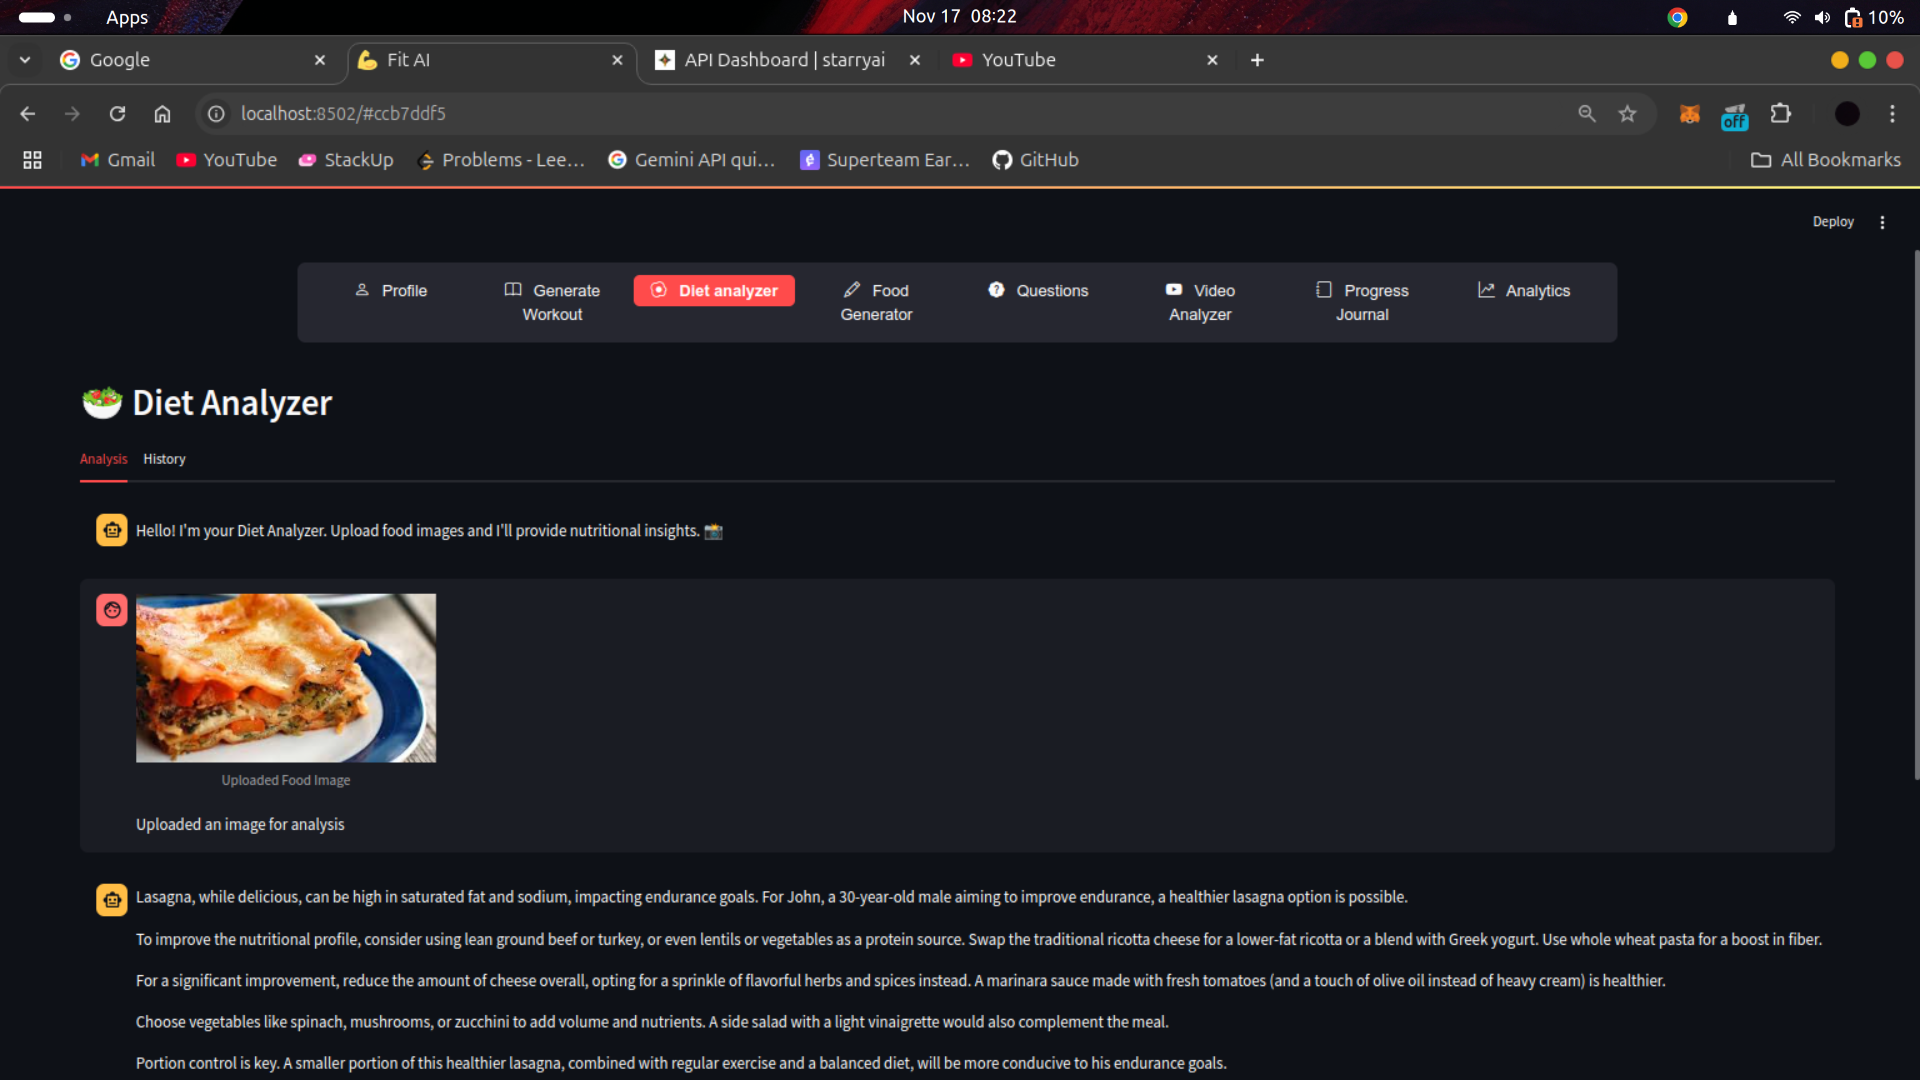 Apps
Nov 17 08:22
10%
Google
Fit AI
API Dashboard | starryai
YouTube
localhost:8502/#ccb7ddf5
off
Gmail
YouTube
StackUp
Problems - Lee...
Gemini API qui...
Superteam Ear...
GitHub
All Bookmarks
Deploy
Profile
Generate
Workout
Diet analyzer
Food
Generator
Questions
Video
Analyzer
Progress
Journal
Analytics
Diet Analyzer
Analysis
History
Hello! I'm your Diet Analyzer. Upload food images and I'll provide nutritional insights.
Uploaded Food Image
Uploaded an image for analysis
Lasagna, while delicious, can be high in saturated fat and sodium, impacting endurance goals. For John, a 30-year-old male aiming to improve endurance, a healthier lasagna option is possible.
To improve the nutritional profile, consider using lean ground beef or turkey, or even lentils or vegetables as a protein source. Swap the traditional ricotta cheese for a lower-fat ricotta or a blend with Greek yogurt. Use whole wheat pasta for a boost in fiber.
For a significant improvement, reduce the amount of cheese overall, opting for a sprinkle of flavorful herbs and spices instead. A marinara sauce made with fresh tomatoes (and a touch of olive oil instead of heavy cream) is healthier.
Choose vegetables like spinach, mushrooms, or zucchini to add volume and nutrients. A side salad with a light vinaigrette would also complement the meal.
Portion control is key. A smaller portion of this healthier lasagna, combined with regular exercise and a balanced diet, will be more conducive to his endurance goals.